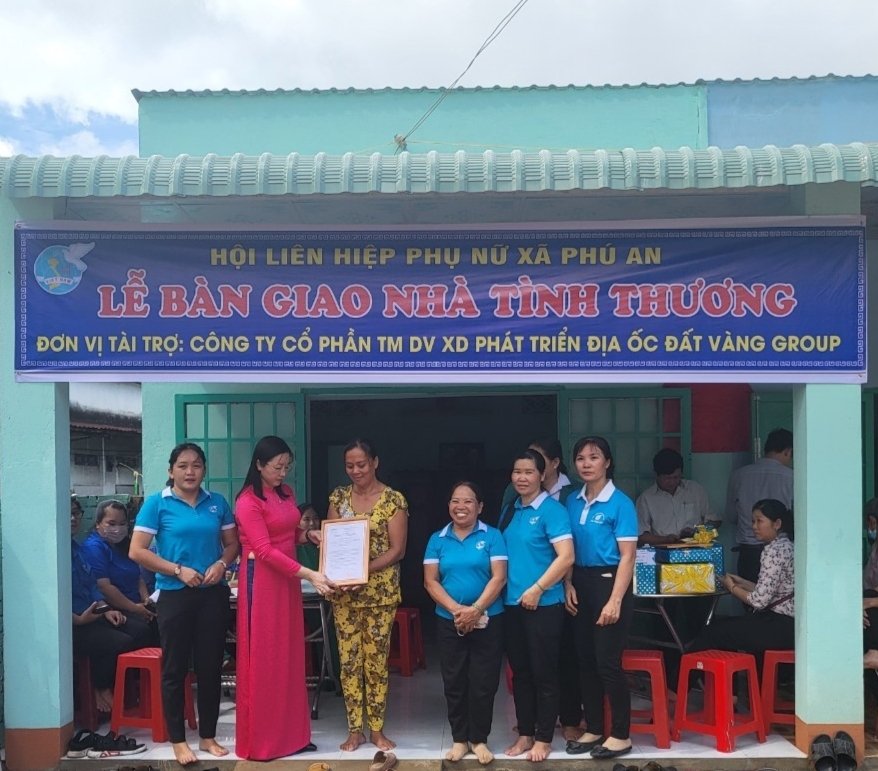 HỘI LIÊN HIỆP PHỤ NỮ XÃ PHÚ AN
LỄ BÀN GIAO NHÀ TÌNH THƯƠNG
ĐƠN VỊ TÀI TRỢ: CÔNG TY CỔ PHẦN TM DV XD PHÁT TRIỂN ĐỊA ỐC ĐẤT VÀNG GROUP